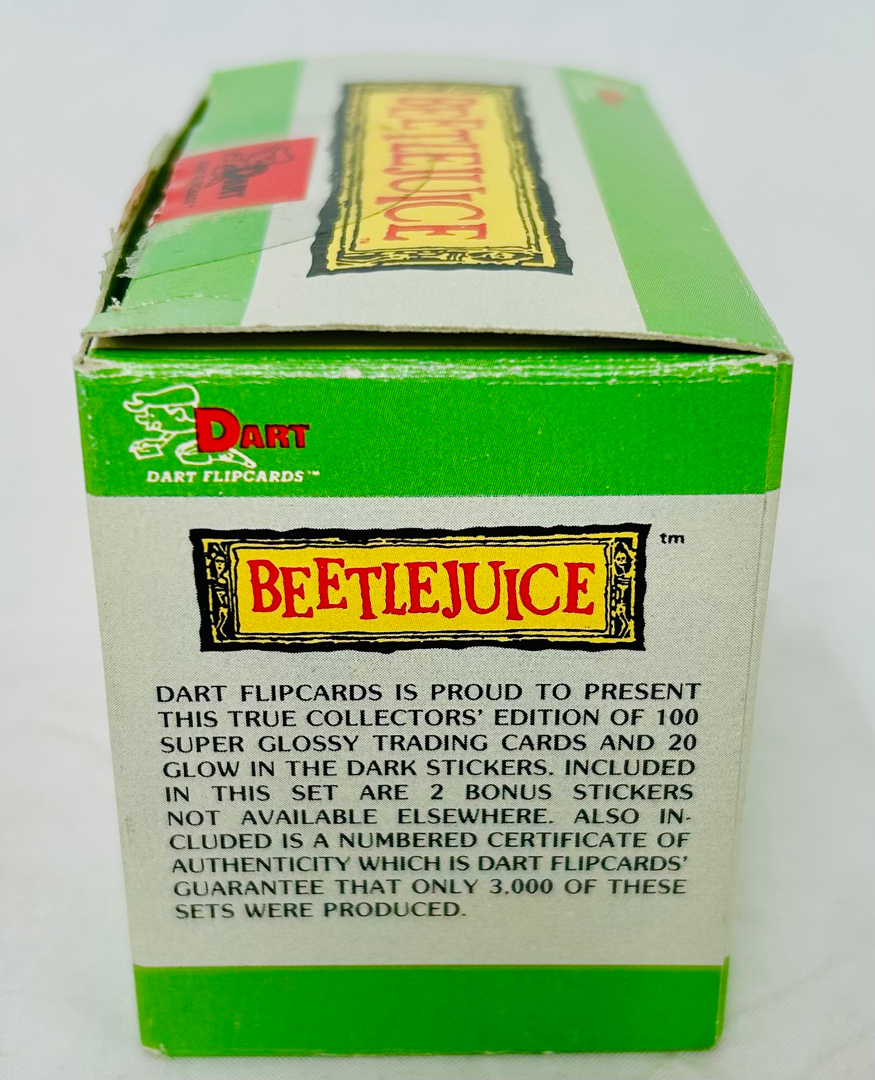 BEETLEJUICE
DART
DART FLIPCARDS™
BEETLEJUICE™
DART FLIPCARDS IS PROUD TO PRESENT
THIS TRUE COLLECTORS' EDITION OF 100
SUPER GLOSSY TRADING CARDS AND 20
GLOW IN THE DARK STICKERS. INCLUDED
IN THIS SET ARE 2 BONUS STICKERS
NOT AVAILABLE ELSEWHERE. ALSO IN-
CLUDED IS A NUMBERED CERTIFICATE OF
AUTHENTICITY WHICH IS DART FLIPCARDS'
GUARANTEE THAT ONLY 3,000 OF THESE
SETS WERE PRODUCED.